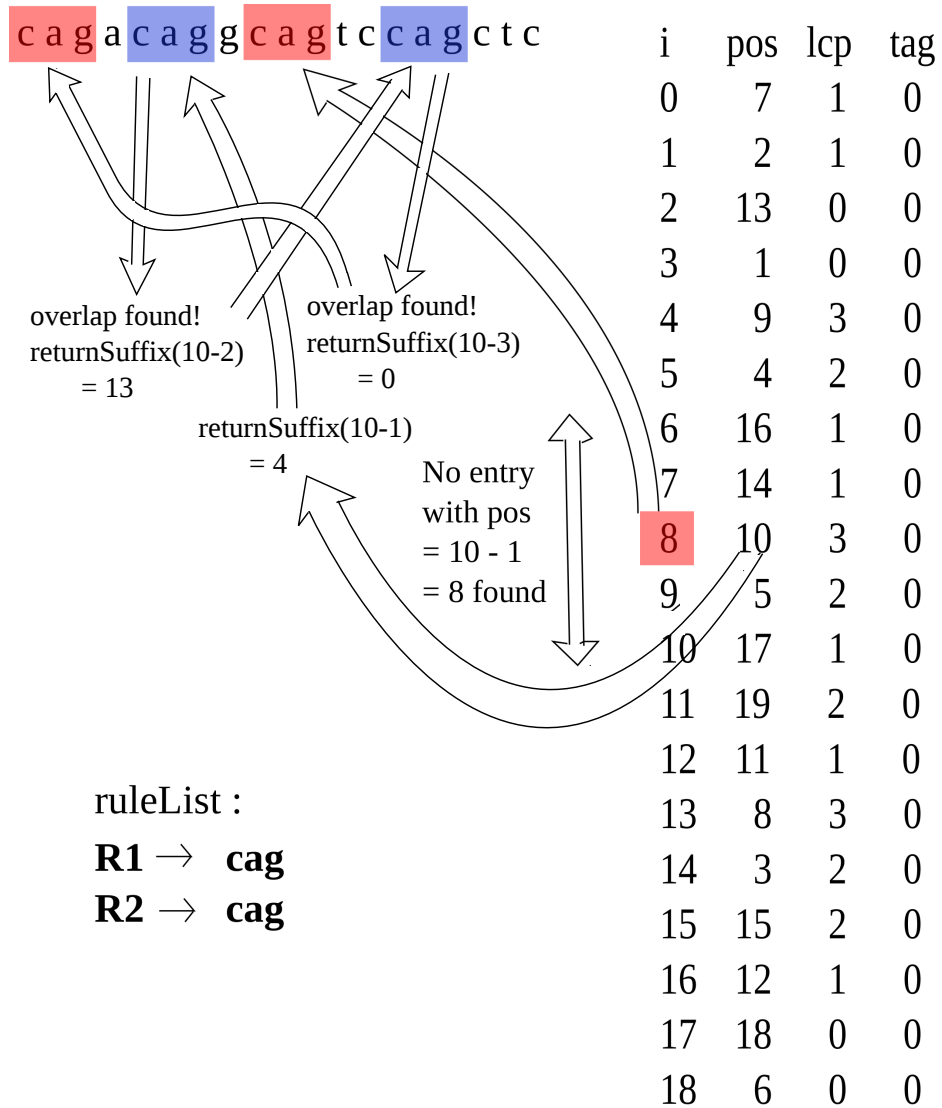 c a g a c a g g c a g t c c a g c t c
overlap found!
returnSuffix(10-2)
= 13
overlap found!
returnSuffix(10-3)
= 0
returnSuffix(10-1)
= 4
No entry
with pos
= 10 - 1
= 8 found
ruleList :
R1 → cag
R2 → cag
i pos lcp tag
0 7 1 0
1 2 1 0
2 13 0 0
3 1 0 0
4 9 3 0
5 4 2 0
6 16 1 0
7 14 1 0
8 10 3 0
9 5 2 0
10 17 1 0
11 19 2 0
12 11 1 0
13 8 3 0
14 3 2 0
15 15 2 0
16 12 1 0
17 18 0 0
18 6 0 0